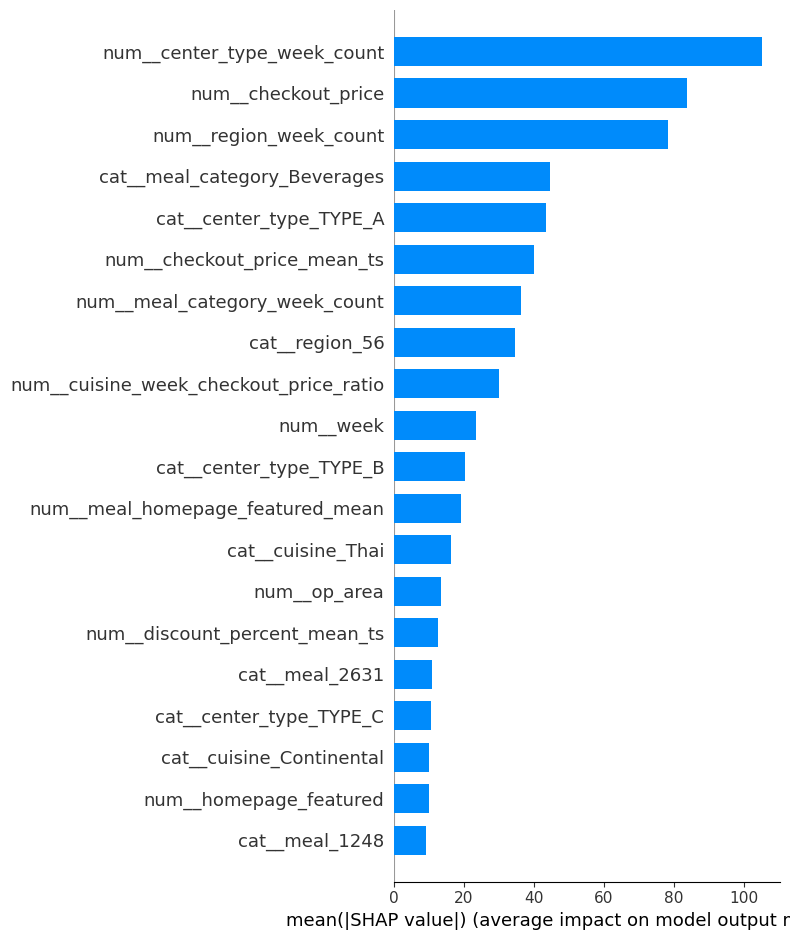 num__center_type_week_count
num__checkout_price
num__region_week_count
cat__meal_category_Beverages
cat__center_type_TYPE_A
num__checkout_price_mean_ts
num__meal_category_week_count
cat__region_56
num__cuisine_week_checkout_price_ratio
num__week
cat__center_type_TYPE_B
num__meal_homepage_featured_mean
cat__cuisine_Thai
num__op_area
num__discount_percent_mean_ts
cat__meal_2631
cat__center_type_TYPE_C
cat__cuisine_Continental
num__homepage_featured
cat__meal_1248
0 20 40 60 80 100
mean(|SHAP value|) (average impact on model output